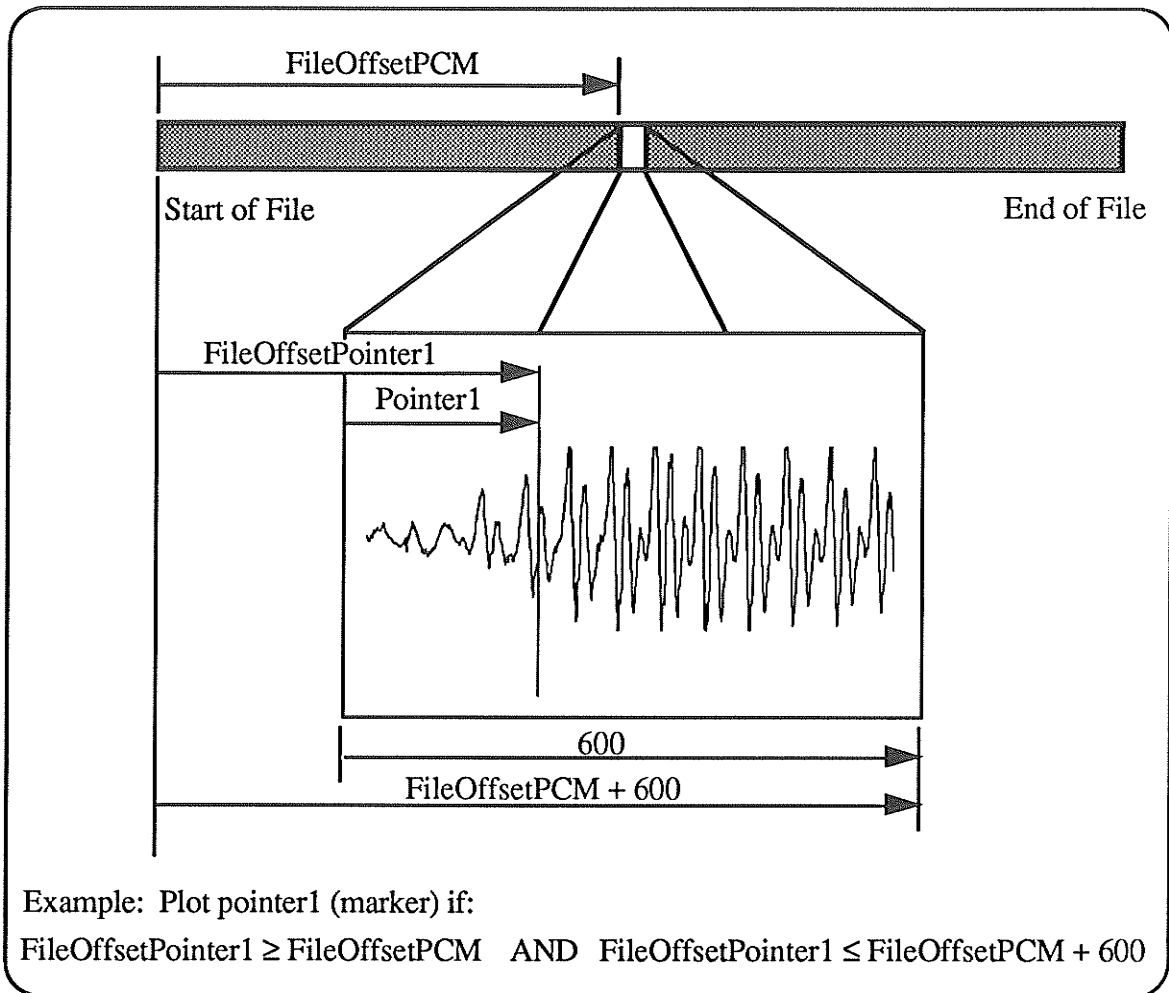 FileOffsetPCM
Start of File
End of File
FileOffsetPointer1
Pointer1
600
FileOffsetPCM + 600
Example: Plot pointer1 (marker) if:
FileOffsetPointer1 ≥ FileOffsetPCM AND FileOffsetPointer1 ≤ FileOffsetPCM + 600